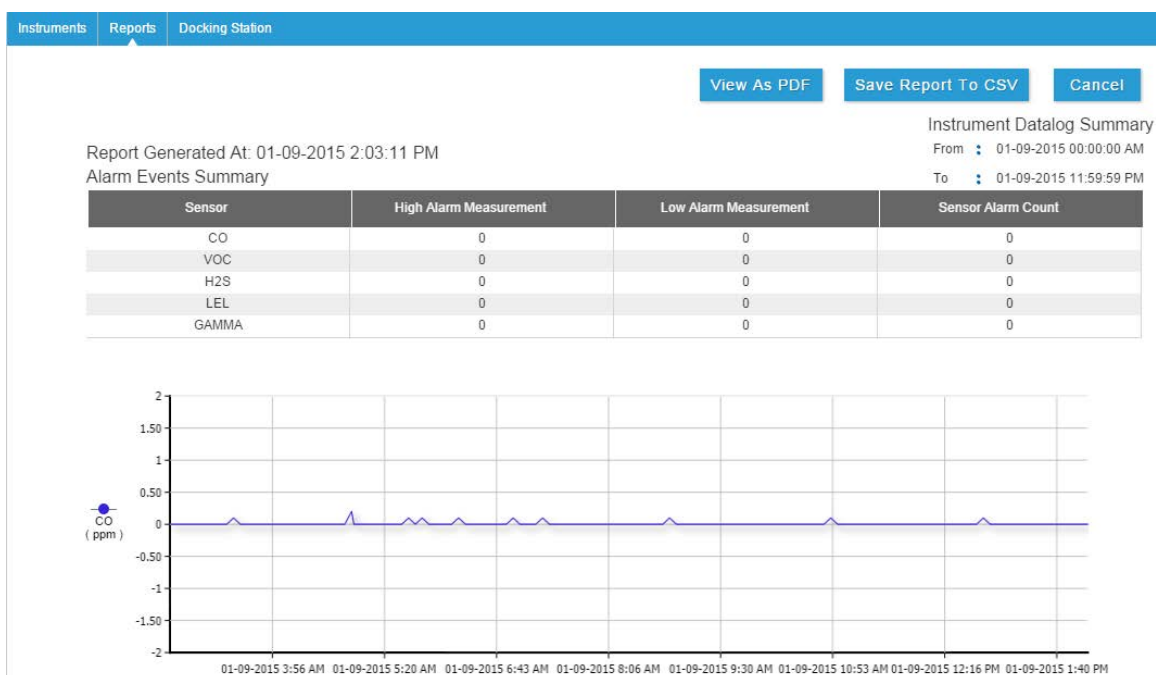 Instruments Reports Docking Station
View As PDF Save Report To CSV Cancel
Instrument Datalog Summary
From : 01-09-2015 00:00:00 AM
To : 01-09-2015 11:59:59 PM
Report Generated At: 01-09-2015 2:03:11 PM
Alarm Events Summary
Sensor High Alarm Measurement Low Alarm Measurement Sensor Alarm Count
CO 0 0 0
VOC 0 0 0
H2S 0 0 0
LEL 0 0 0
GAMMA 0 0 0
2
1.50
1
0.50
0
-0.50
-1
-1.50
-2
CO
( ppm )
01-09-2015 3:56 AM 01-09-2015 5:20 AM 01-09-2015 6:43 AM 01-09-2015 8:06 AM 01-09-2015 9:30 AM 01-09-2015 10:53 AM 01-09-2015 12:16 PM 01-09-2015 1:40 PM